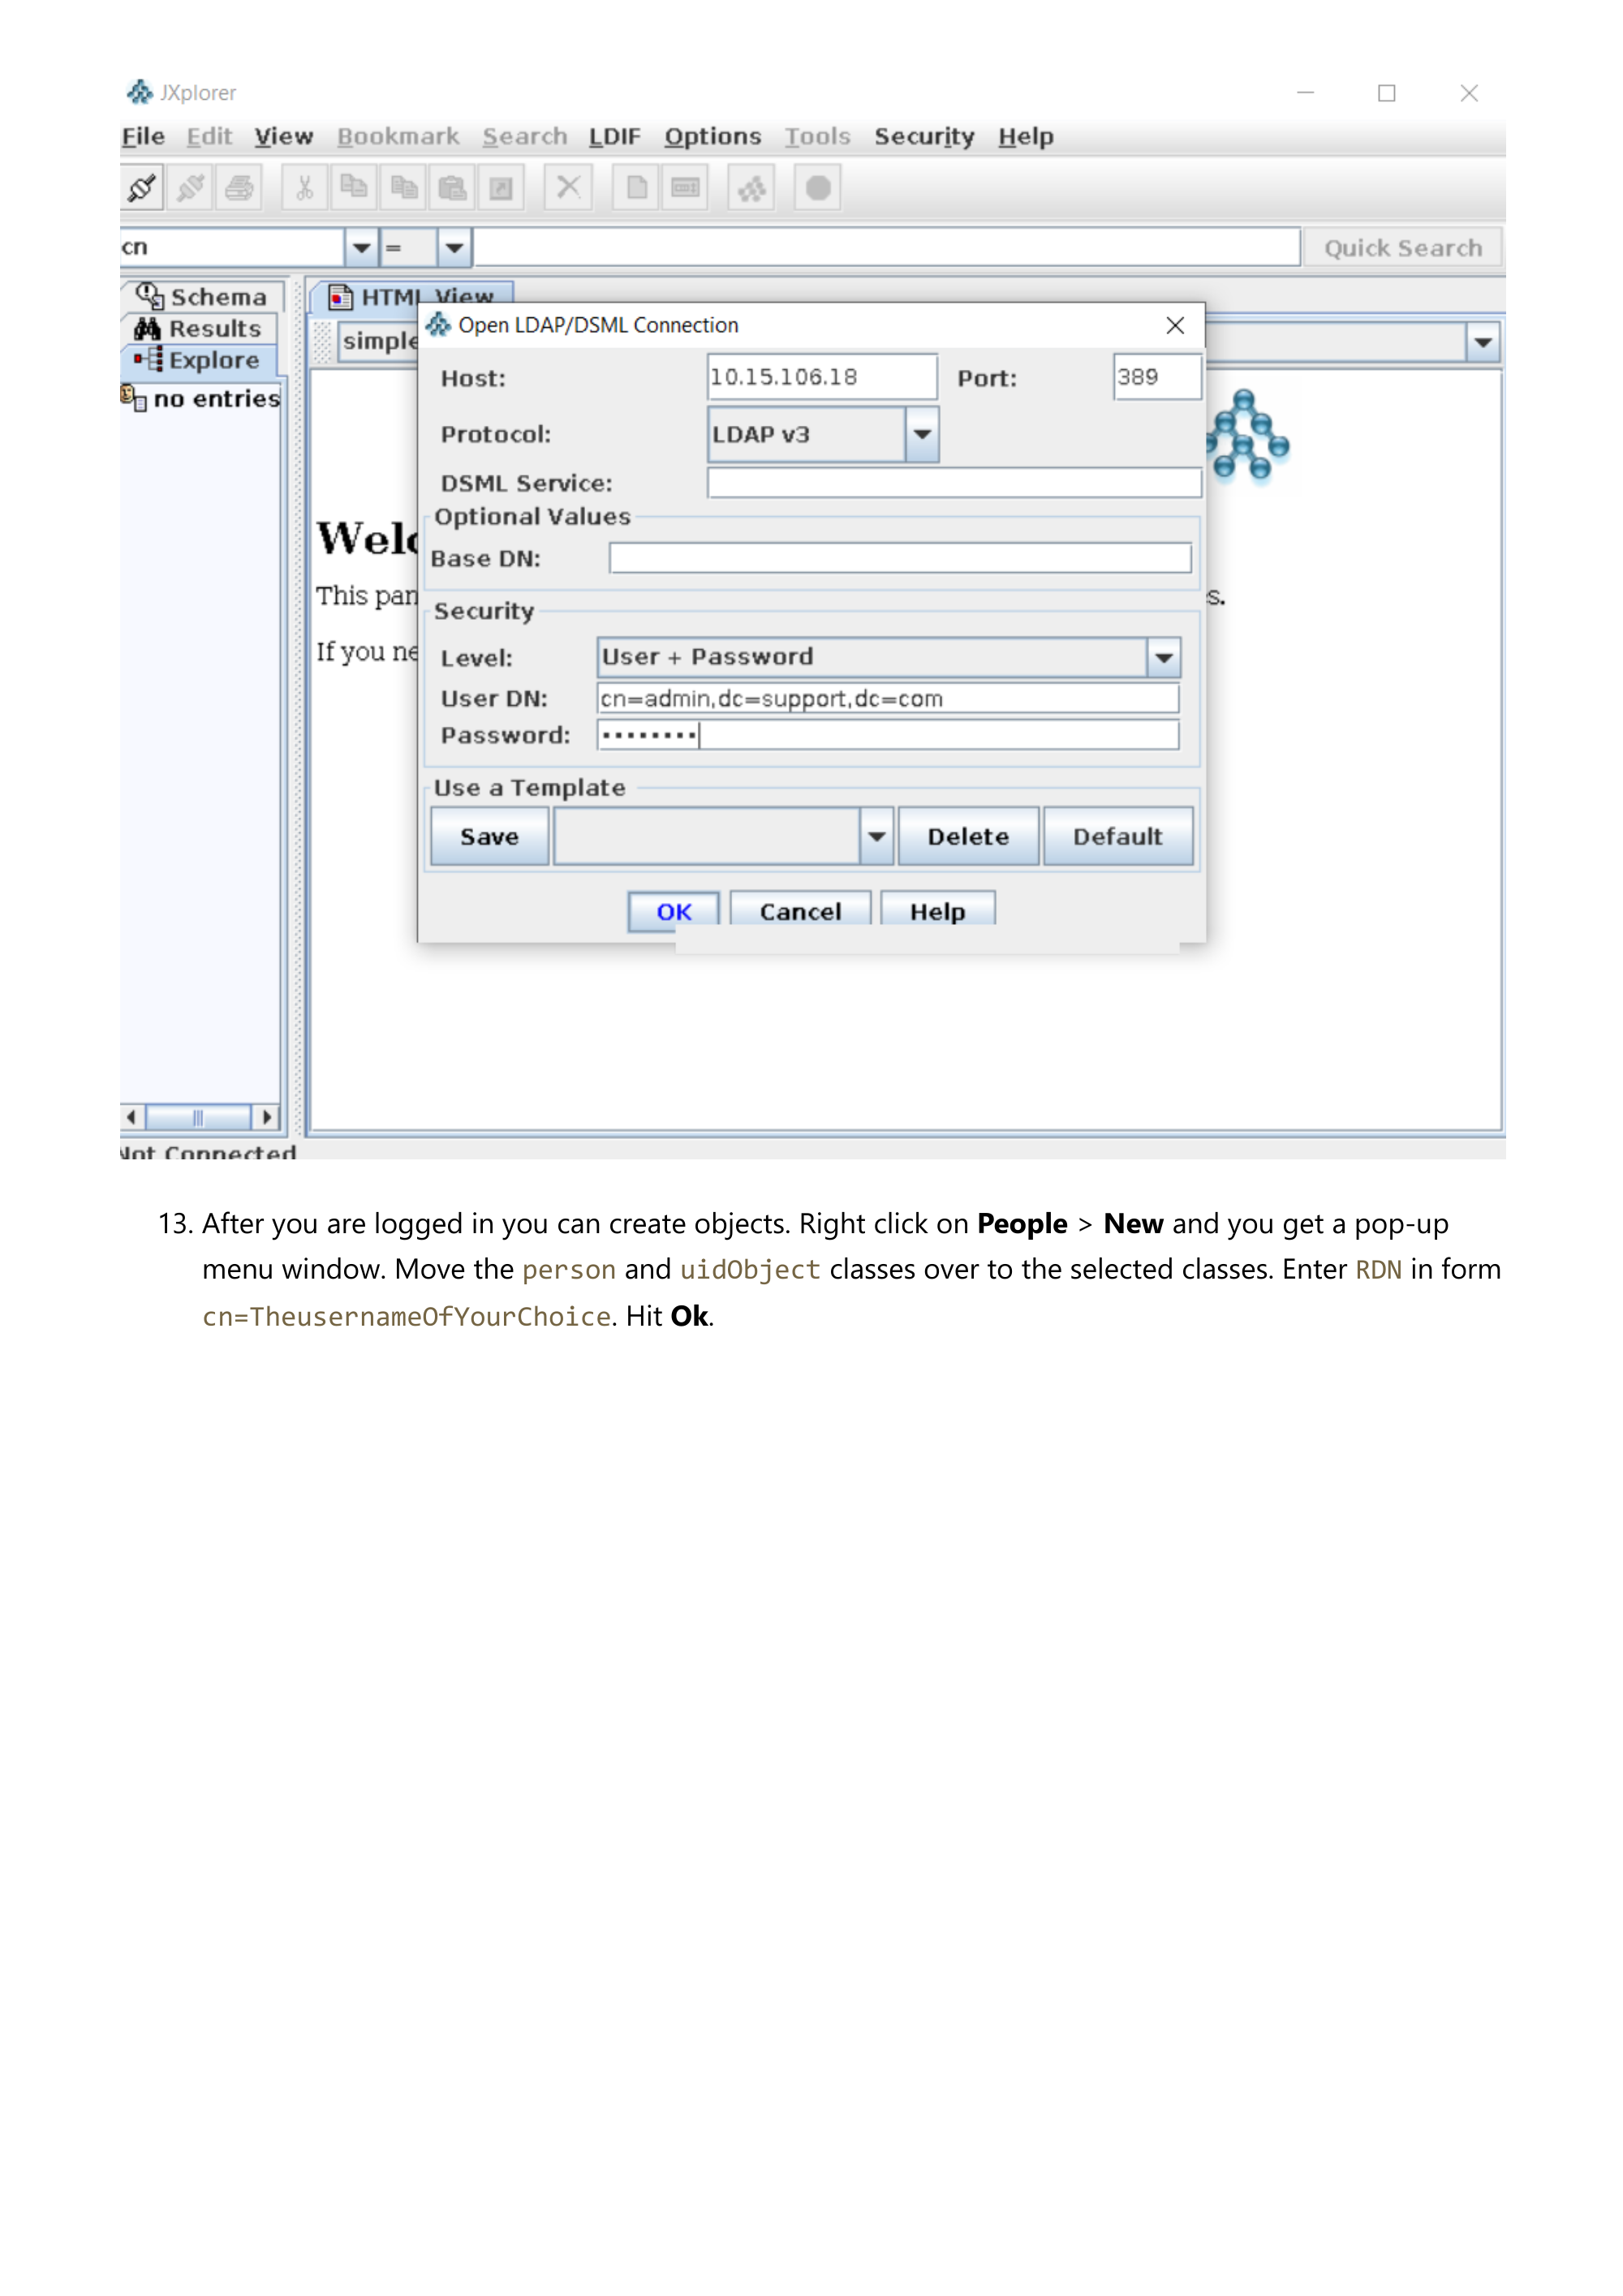 JXplorer
File Edit View Bookmark Search LDIF Options Tools Security Help
cn = Quick Search
Schema
Results
Explore
no entries
HTML View
simple
Welc
This pan s.
If you ne
Open LDAP/DSML Connection
Host: 10.15.106.18 Port: 389
Protocol: LDAP v3
DSML Service:
Optional Values
Base DN:
Security
Level: User + Password
User DN: cn=admin,dc=support,dc=com
Password: ········
Use a Template
Save Delete Default
OK Cancel Help
Not Connected
13. After you are logged in you can create objects. Right click on People > New and you get a pop-up
menu window. Move the person and uidObject classes over to the selected classes. Enter RDN in form
cn=TheusernameOfYourChoice. Hit Ok.